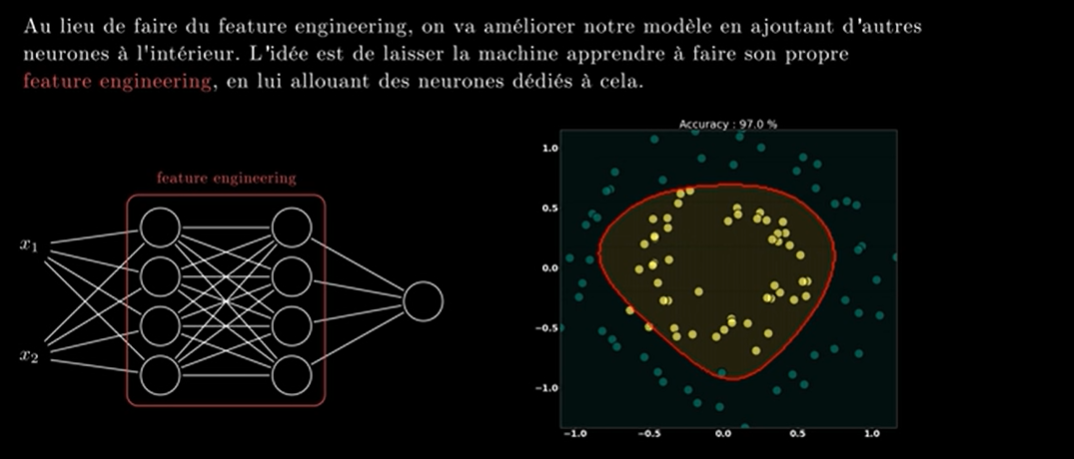 Au lieu de faire du feature engineering, on va améliorer notre modèle en ajoutant d'autres
neurones à l'intérieur. L'idée est de laisser la machine apprendre à faire son propre
feature engineering, en lui allouant des neurones dédiés à cela.
feature engineering
x₁
x₂
Accuracy : 97.0 %
1.0
0.5
0.0
−0.5
−1.0
−1.0 −0.5 0.0 0.5 1.0